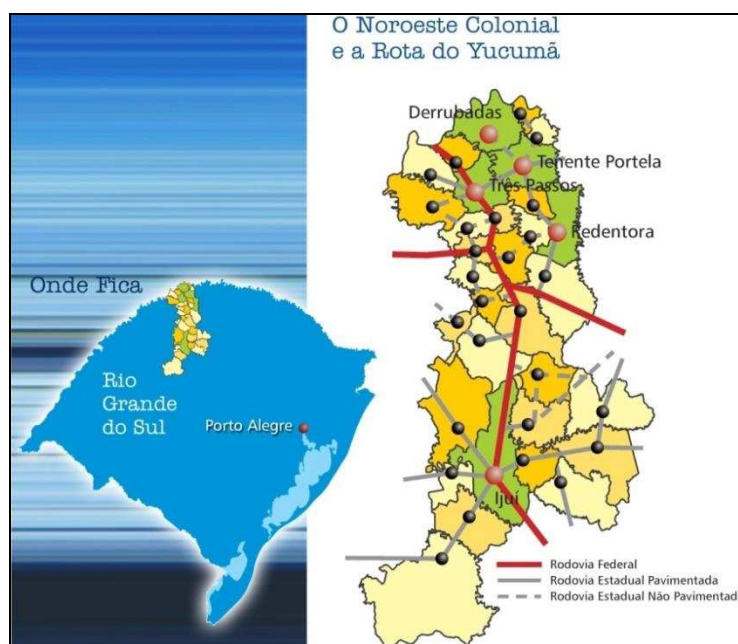 O Noroeste Colonial
e a Rota do Yucumã
Derrubadas
Tenente Portela
Três Passos
Redentora
Onde Fica
Rio
Grande
do Sul
Porto Alegre
Ijuí
Rodovia Federal
Rodovia Estadual Pavimentada
Rodovia Estadual Não Pavimentad